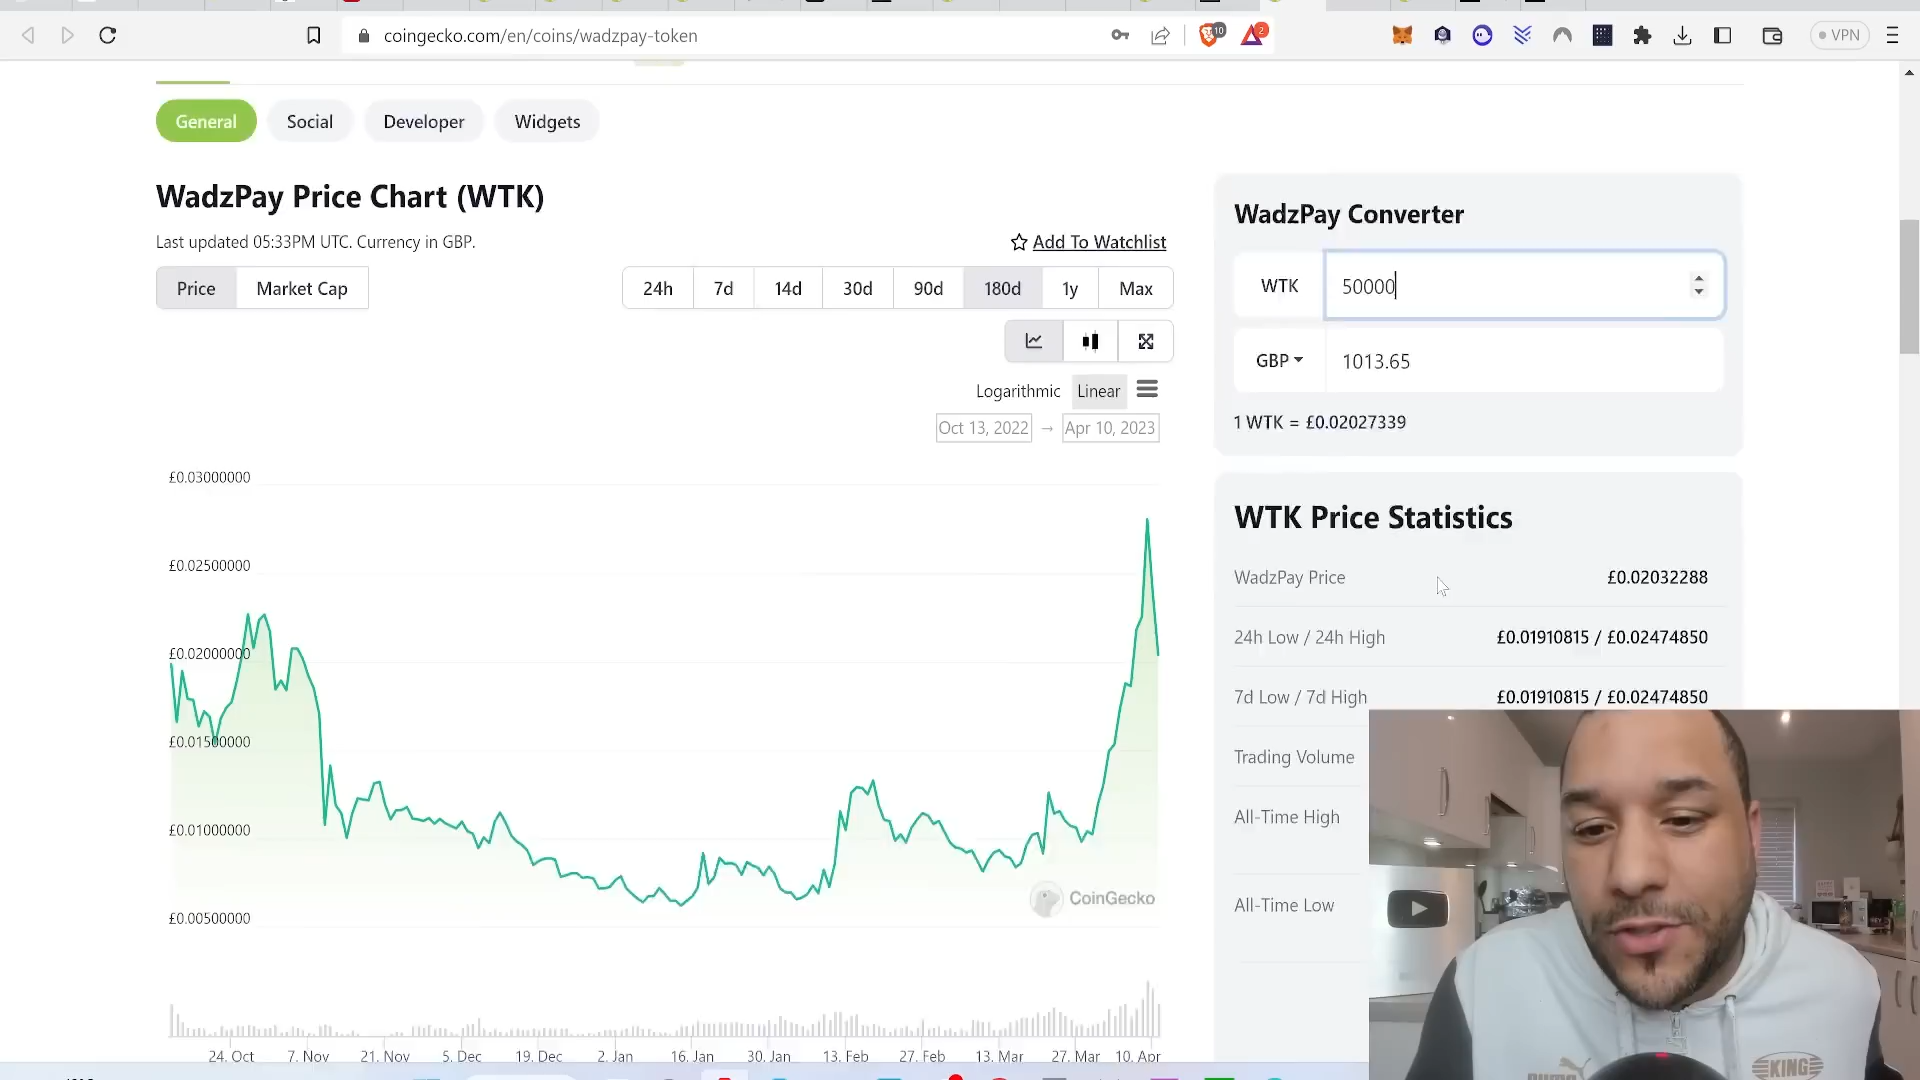 coingecko.com/en/coins/wadzpay-token
10
2
VPN
General
Social
Developer
Widgets
WadzPay Price Chart (WTK)
Last updated 05:33PM UTC. Currency in GBP.
Add To Watchlist
Price
Market Cap
24h
7d
14d
30d
90d
180d
1y
Max
Logarithmic
Linear
Oct 13, 2022 → Apr 10, 2023
£0.03000000
£0.02500000
£0.02000000
£0.01500000
£0.01000000
£0.00500000
CoinGecko
24. Oct
7. Nov
21. Nov
5. Dec
19. Dec
2. Jan
16. Jan
30. Jan
13. Feb
27. Feb
13. Mar
27. Mar
10. Apr
WadzPay Converter
WTK
50000
GBP
1013.65
1 WTK = £0.02027339
WTK Price Statistics
WadzPay Price
£0.02032288
24h Low / 24h High
£0.01910815 / £0.02474850
7d Low / 7d High
£0.01910815 / £0.02474850
Trading Volume
All-Time High
All-Time Low
PUMA
KING